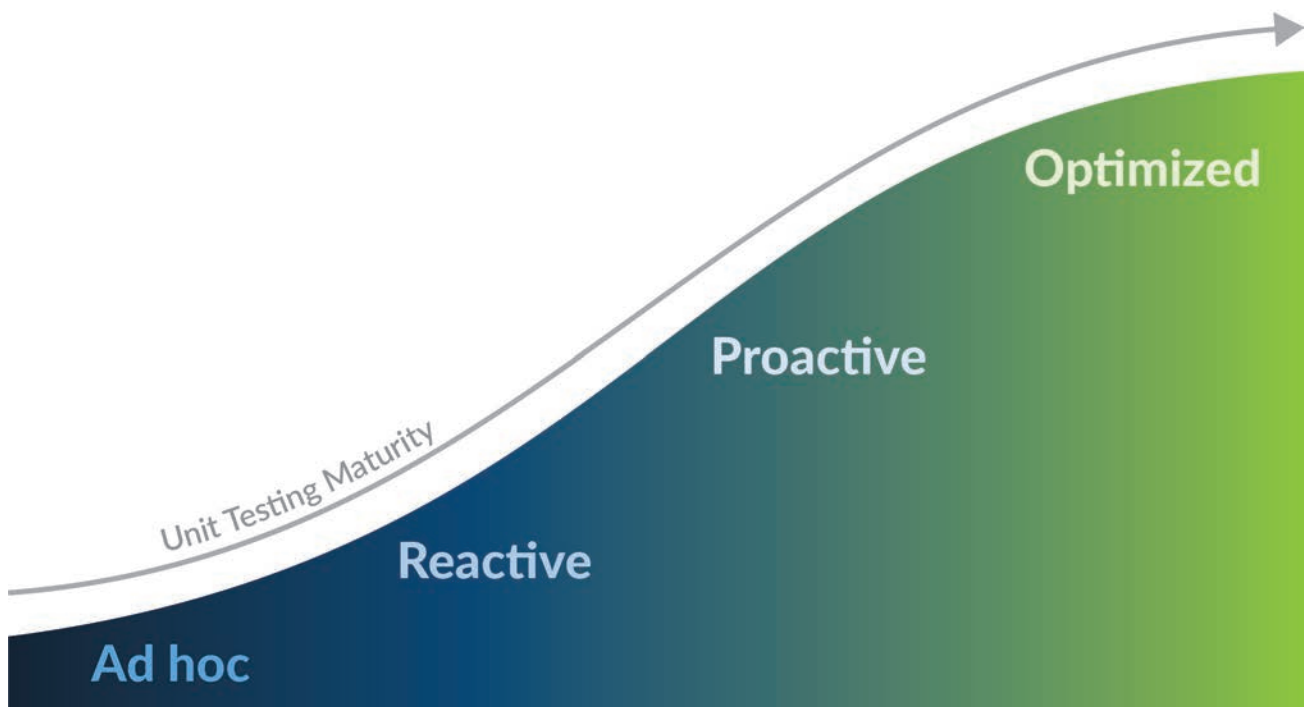 Optimized
Proactive
Unit Testing Maturity
Reactive
Ad hoc